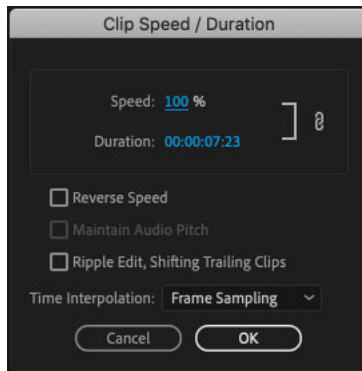 Clip Speed / Duration
Speed: 100 %
Duration: 00:00:07:23
Reverse Speed
Maintain Audio Pitch
Ripple Edit, Shifting Trailing Clips
Time Interpolation: Frame Sampling
Cancel OK